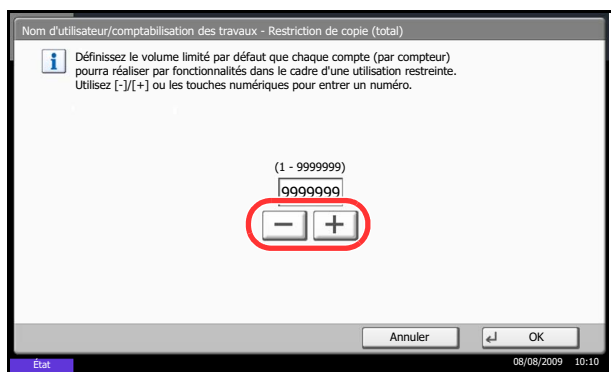 Nom d'utilisateur/comptabilisation des travaux - Restriction de copie (total)
Définissez le volume limité par défaut que chaque compte (par compteur)
pourra réaliser par fonctionnalités dans le cadre d'une utilisation restreinte.
Utilisez [-]/[+] ou les touches numériques pour entrer un numéro.
(1 - 9999999)
9999999
- +
Annuler OK
État 08/08/2009 10:10